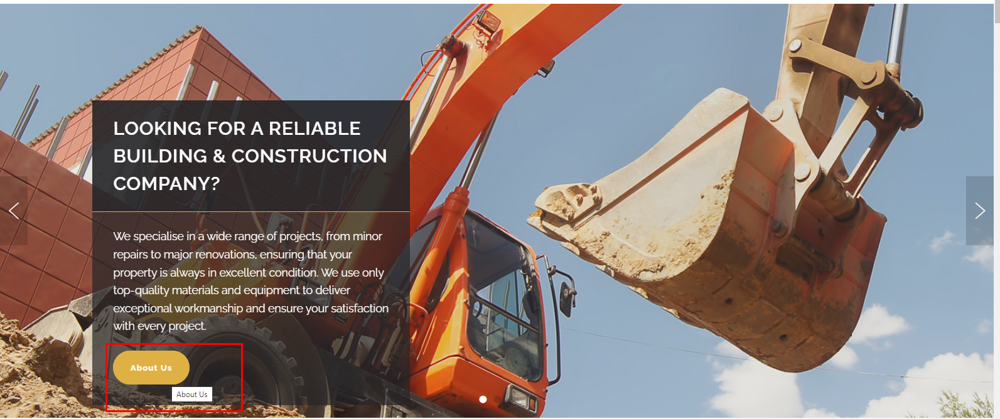 LOOKING FOR A RELIABLE
BUILDING & CONSTRUCTION
COMPANY?
We specialise in a wide range of projects, from minor
repairs to major renovations, ensuring that your
property is always in excellent condition. We use only
top-quality materials and equipment to deliver
exceptional workmanship and ensure your satisfaction
with every project.
About Us
About Us